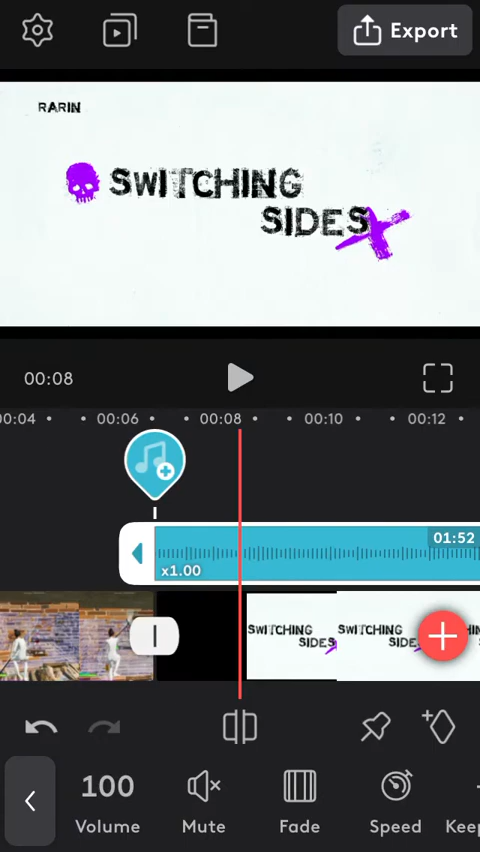 Export
RARIN
SWITCHING
SIDES
00:08
00:04 00:06 00:08 00:10 00:12
01:52
x1.00
SWITCHING SWITCHING
SIDES SIDES
100
Volume Mute Fade Speed Keep